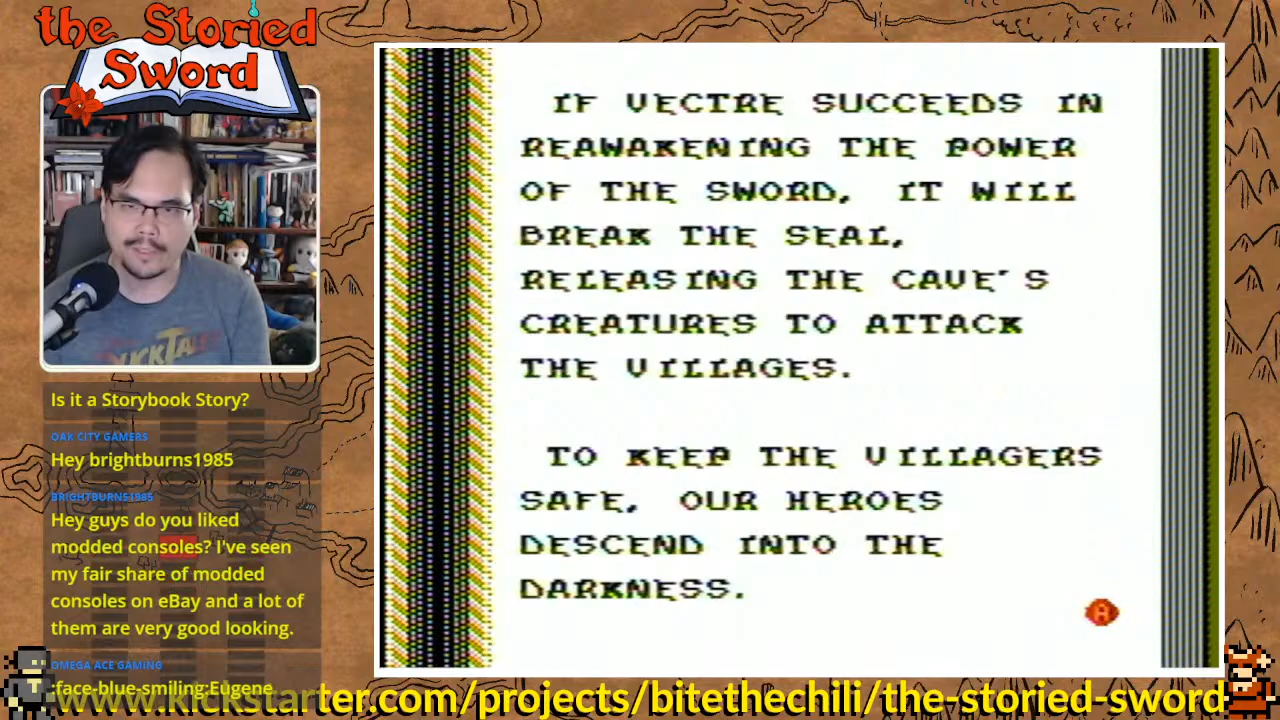 the Storied
Sword
IF VECTRE SUCCEEDS IN
REAWAKENING THE POWER
OF THE SWORD, IT WILL
BREAK THE SEAL,
RELEASING THE CAVE'S
CREATURES TO ATTACK
THE VILLAGES.
TO KEEP THE VILLAGERS
SAFE, OUR HEROES
DESCEND INTO THE
DARKNESS.
A
Is it a Storybook Story?
OAK CITY GAMERS
Hey brightburns1985
BRIGHTBURNS1985
Hey guys do you liked
modded consoles? I've seen
my fair share of modded
consoles on eBay and a lot of
them are very good looking.
OMEGA ACE GAMING
:face-blue-smiling:Eugene
www.kickstarter.com/projects/bitethechili/the-storied-sword